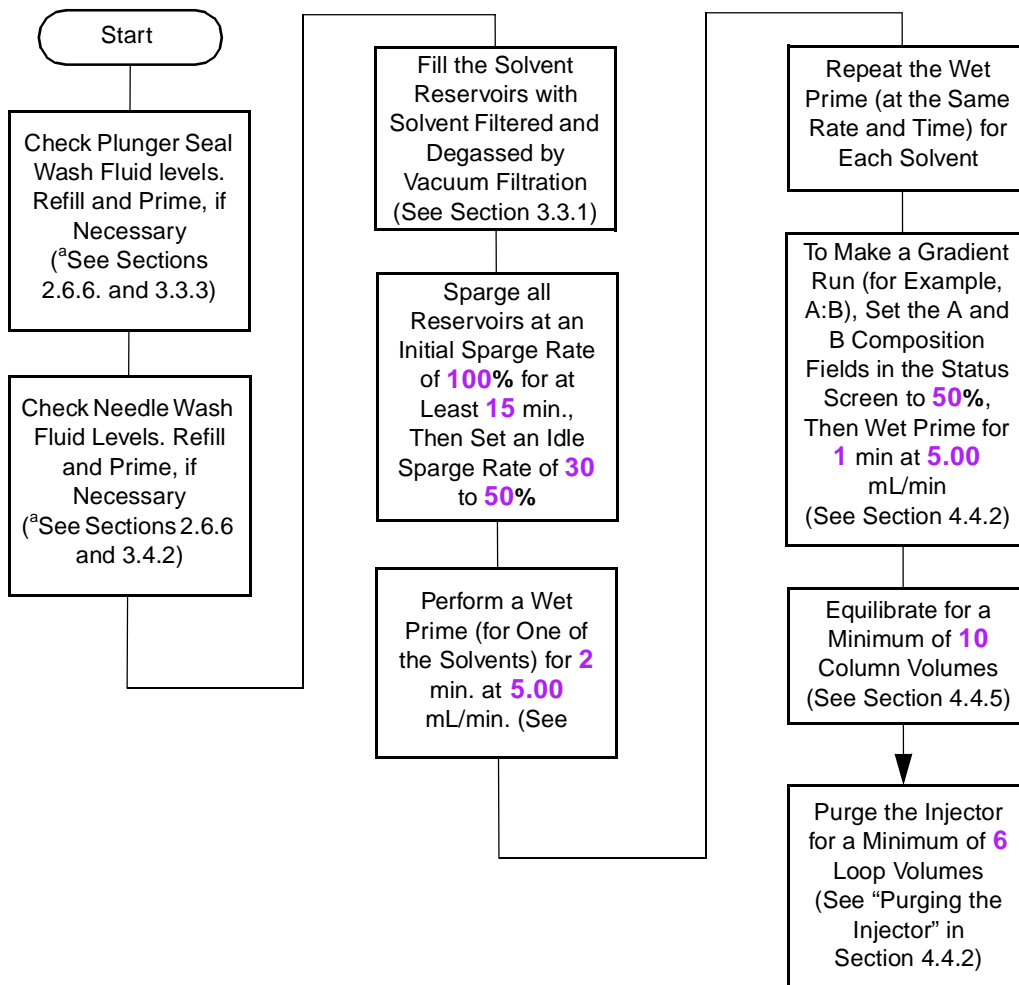 Start
Check Plunger Seal
Wash Fluid levels.
Refill and Prime, if
Necessary
(aSee Sections
2.6.6. and 3.3.3)
Check Needle Wash
Fluid Levels. Refill
and Prime, if
Necessary
(aSee Sections 2.6.6
and 3.4.2)
Fill the Solvent
Reservoirs with
Solvent Filtered and
Degassed by
Vacuum Filtration
(See Section 3.3.1)
Sparge all
Reservoirs at an
Initial Sparge Rate
of 100% for at
Least 15 min.,
Then Set an Idle
Sparge Rate of 30
to 50%
Perform a Wet
Prime (for One of
the Solvents) for 2
min. at 5.00
mL/min. (See
Repeat the Wet
Prime (at the Same
Rate and Time) for
Each Solvent
To Make a Gradient
Run (for Example,
A:B), Set the A and
B Composition
Fields in the Status
Screen to 50%,
Then Wet Prime for
1 min at 5.00
mL/min
(See Section 4.4.2)
Equilibrate for a
Minimum of 10
Column Volumes
(See Section 4.4.5)
Purge the Injector
for a Minimum of 6
Loop Volumes
(See “Purging the
Injector” in
Section 4.4.2)